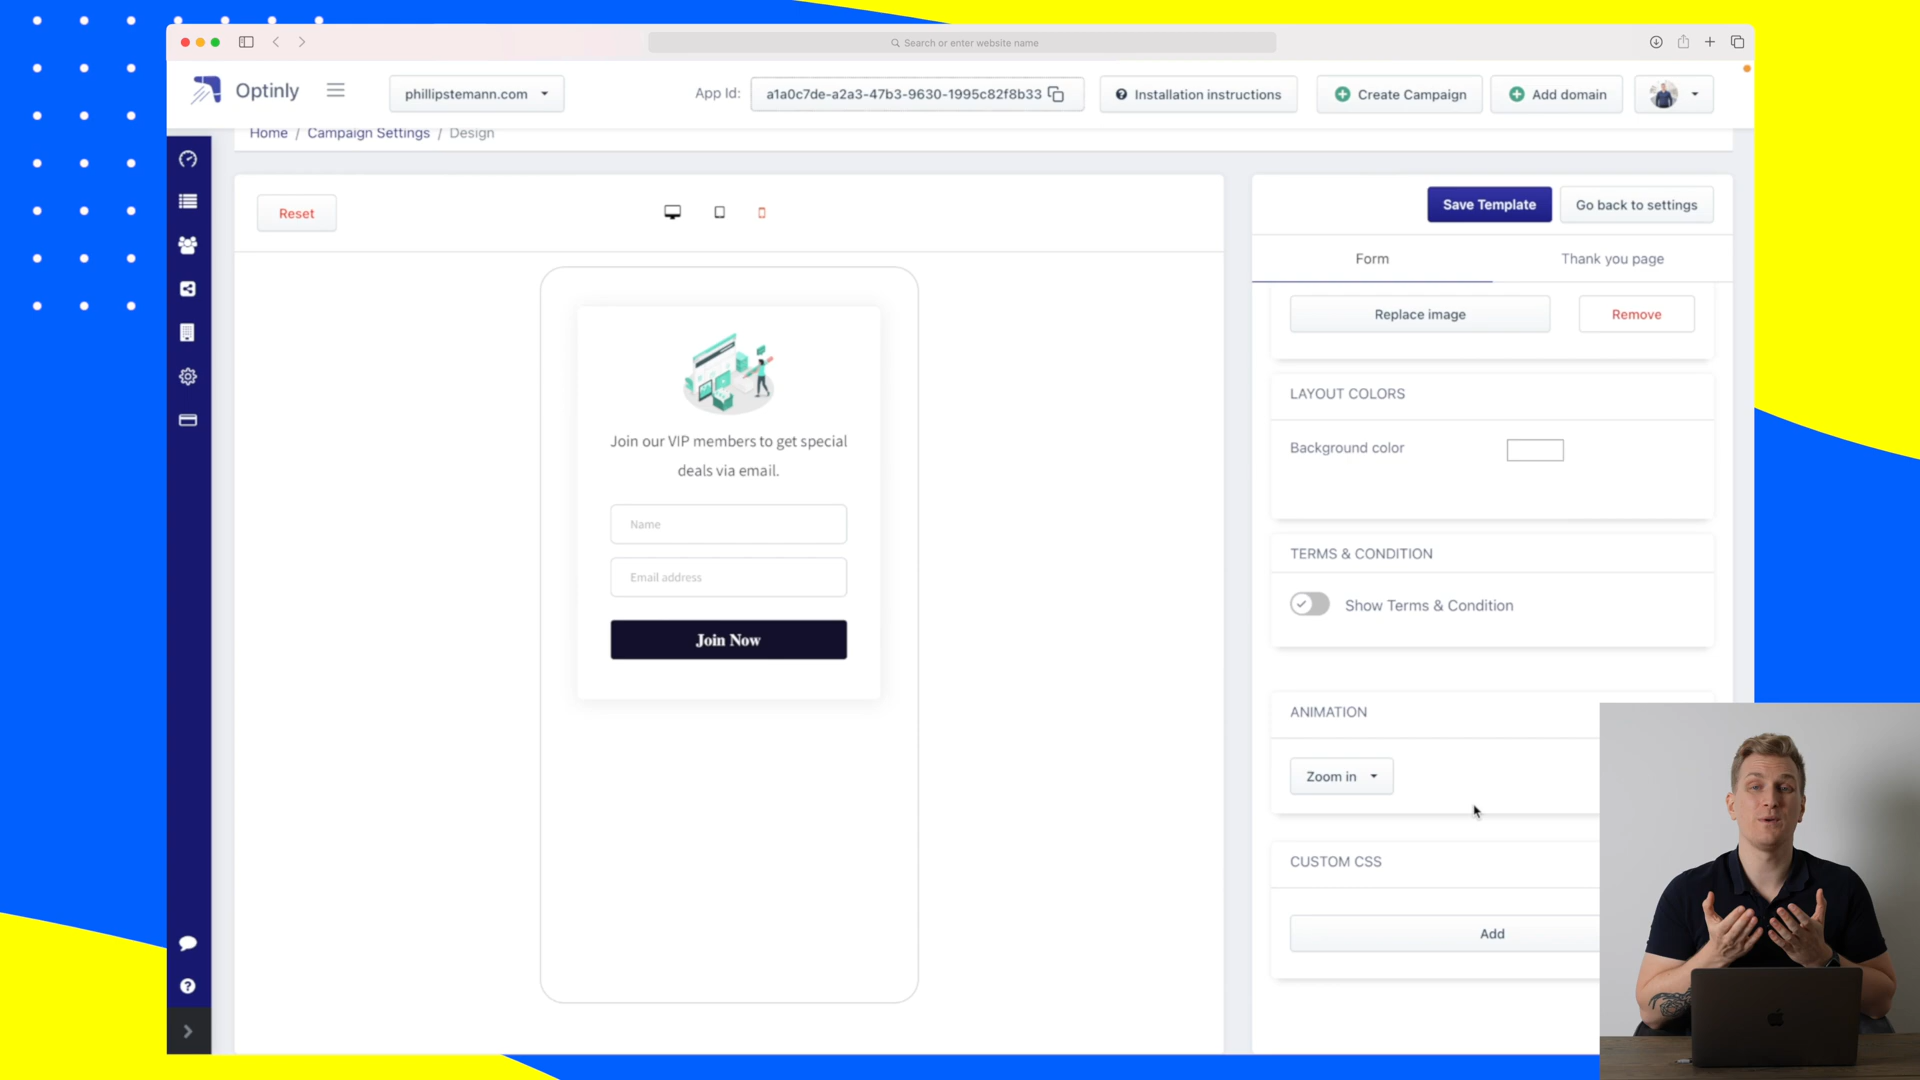 Search or enter website name
Optinly
phillipstemann.com
App Id:
a1a0c7de-a2a3-47b3-9630-1995c82f8b33
Installation instructions
Create Campaign
Add domain
Home / Campaign Settings / Design
Reset
Save Template
Go back to settings
Form
Thank you page
Replace image
Remove
LAYOUT COLORS
Background color
TERMS & CONDITION
Show Terms & Condition
ANIMATION
Zoom in
CUSTOM CSS
Add
Join our VIP members to get special
deals via email.
Name
Email address
Join Now